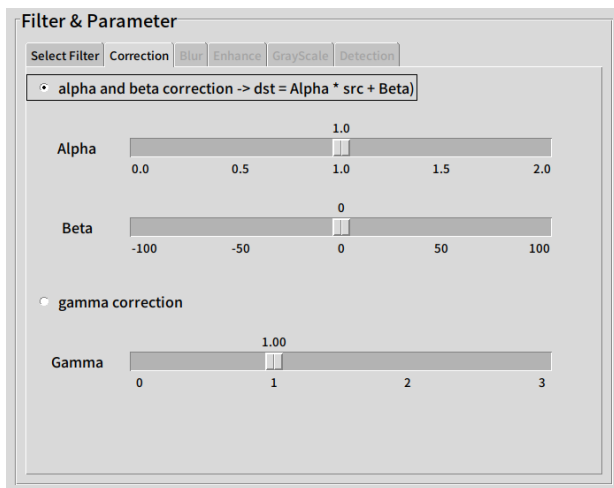 Filter & Parameter
Select Filter Correction Blur Enhance GrayScale Detection
alpha and beta correction -> dst = Alpha * src + Beta)
1.0
Alpha
0.0 0.5 1.0 1.5 2.0
0
Beta
-100 -50 0 50 100
gamma correction
1.00
Gamma
0 1 2 3